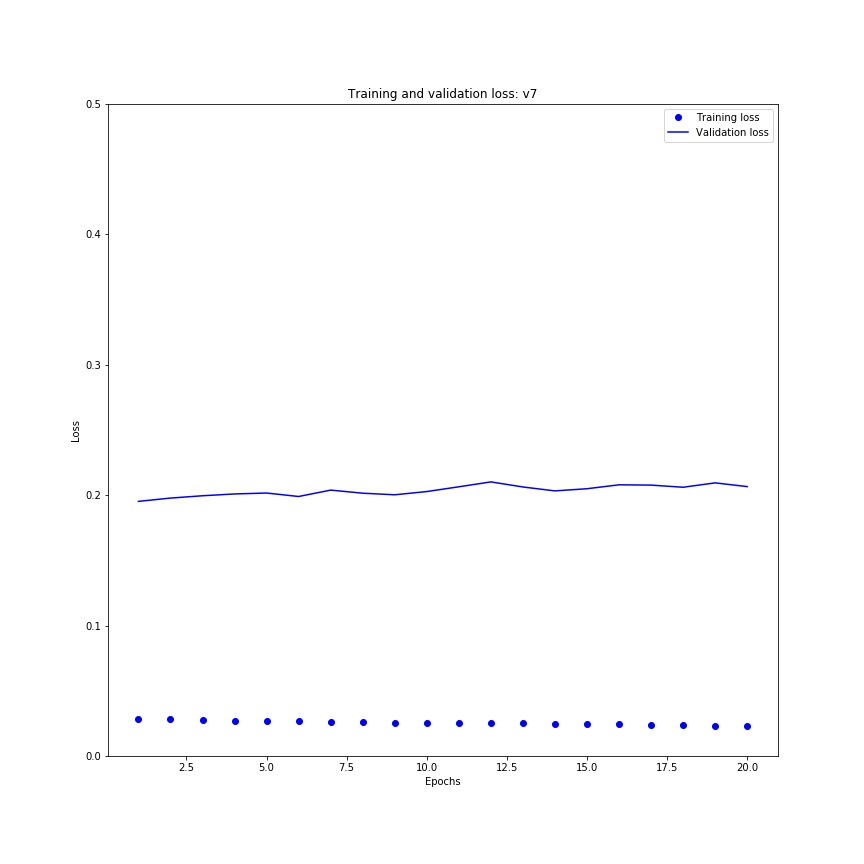 Training and validation loss: v7
Training loss
Validation loss
0.5
0.4
0.3
0.2
0.1
0.0
Loss
2.5 5.0 7.5 10.0 12.5 15.0 17.5 20.0
Epochs